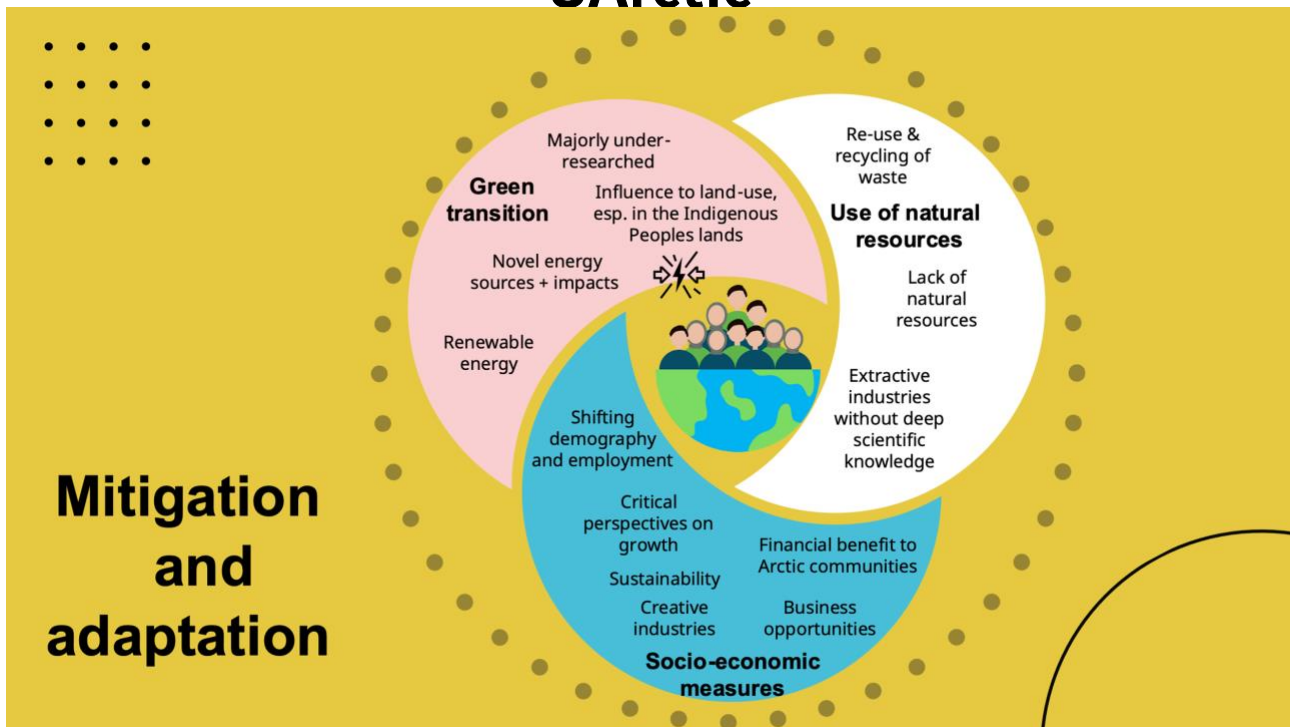 UArctic
Majorly under-
researched
Green
transition
Influence to land-use,
esp. in the Indigenous
Peoples lands
Novel energy
sources + impacts
Renewable
energy
Re-use &
recycling of
waste
Use of natural
resources
Lack of
natural
resources
Extractive
industries
without deep
scientific
knowledge
Shifting
demography
and employment
Critical
perspectives on
growth
Financial benefit to
Arctic communities
Sustainability
Creative
industries
Business
opportunities
Socio-economic
measures
Mitigation
and
adaptation